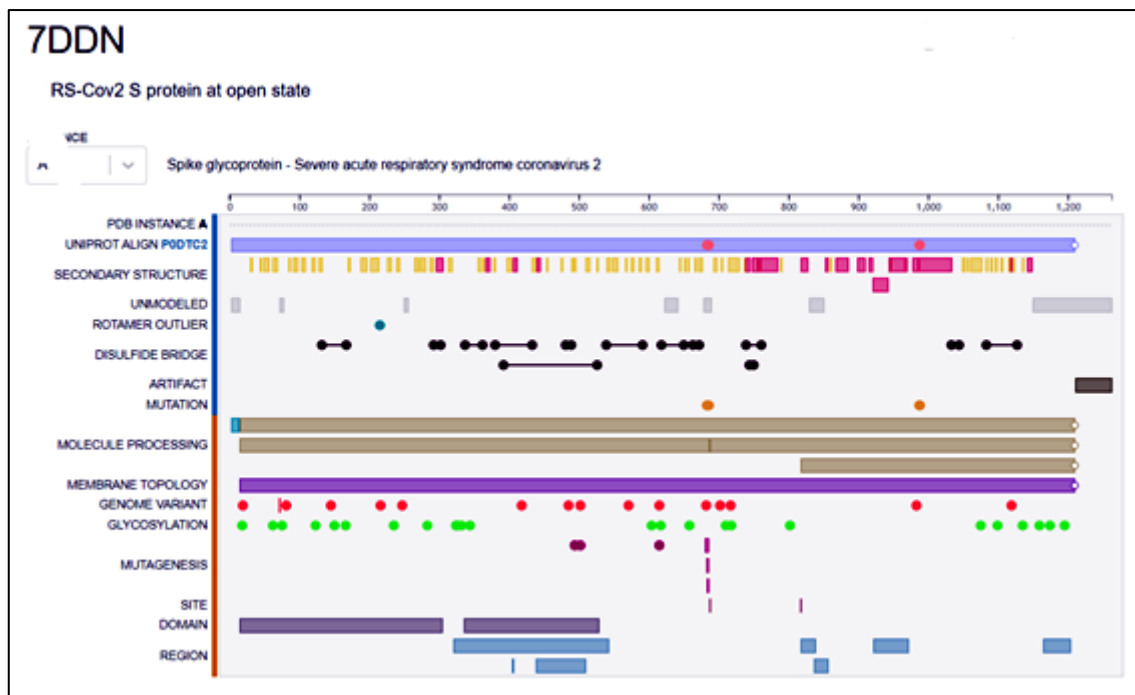 7DDN
RS-Cov2 S protein at open state
NCE
A
Spike glycoprotein - Severe acute respiratory syndrome coronavirus 2
0 100 200 300 400 500 600 700 800 900 1,000 1,100 1,200
PDB INSTANCE A
UNIPROT ALIGN P0DTC2
SECONDARY STRUCTURE
UNMODELED
ROTAMER OUTLIER
DISULFIDE BRIDGE
ARTIFACT
MUTATION
MOLECULE PROCESSING
MEMBRANE TOPOLOGY
GENOME VARIANT
GLYCOSYLATION
MUTAGENESIS
SITE
DOMAIN
REGION